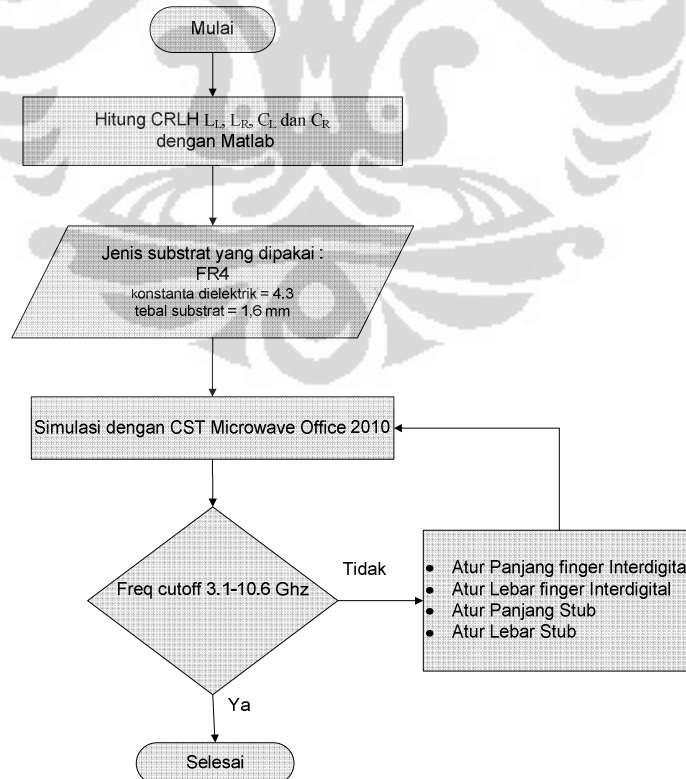 Mulai
Hitung CRLH L_L, L_R, C_L dan C_R
dengan Matlab
Jenis substrat yang dipakai :
FR4
konstanta dielektrik = 4.3
tebal substrat = 1,6 mm
Simulasi dengan CST Microwave Office 2010
Freq cutoff 3.1-10.6 Ghz
Tidak
• Atur Panjang finger Interdigita
• Atur Lebar finger Interdigital
• Atur Panjang Stub
• Atur Lebar Stub
Ya
Selesai